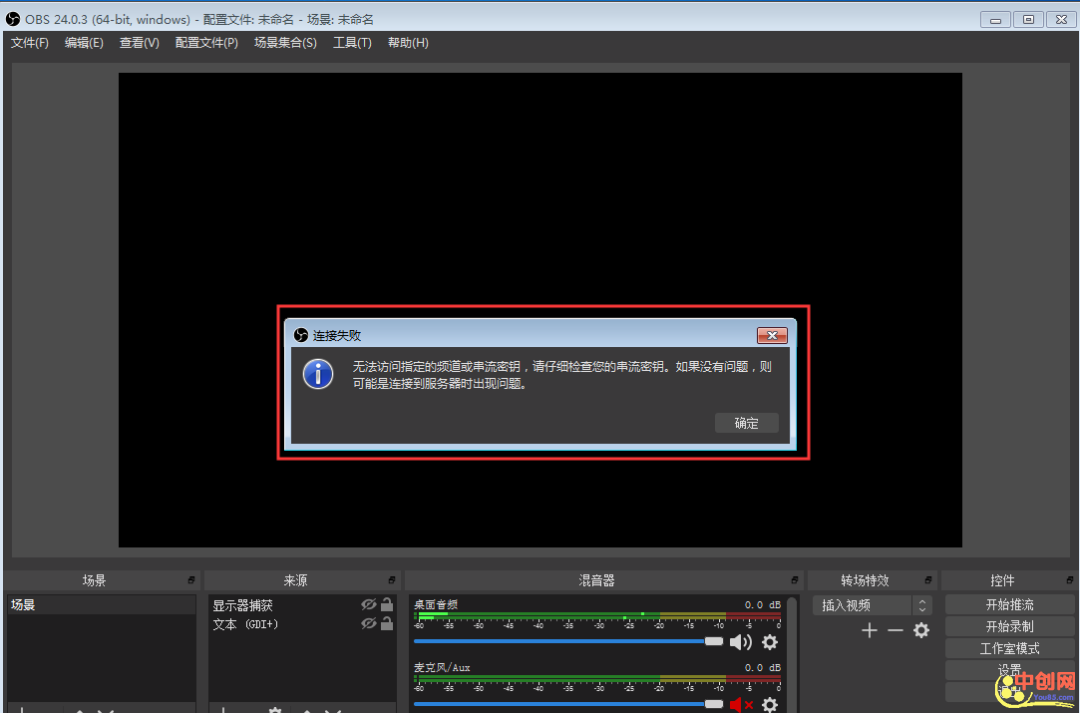 OBS 24.0.3 (64-bit, windows) - 配置文件: 未命名 - 场景: 未命名
文件(F) 编辑(E) 查看(V) 配置文件(P) 场景集合(S) 工具(T) 帮助(H)
连接失败
无法访问指定的频道或串流密钥，请仔细检查您的串流密钥。如果没有问题，则
可能是连接到服务器时出现问题。
确定
场景 来源 混音器 转场特效 控件
场景
显示器捕获
文本 (GDI+)
桌面音频 0.0 dB
-60 -55 -50 -45 -40 -35 -30 -25 -20 -15 -10 -5 0
麦克风/Aux 0.0 dB
-60 -55 -50 -45 -40 -35 -30 -25 -20 -15 -10 -5 0
插入视频
开始推流
开始录制
工作室模式
设置
中创网
You85.com